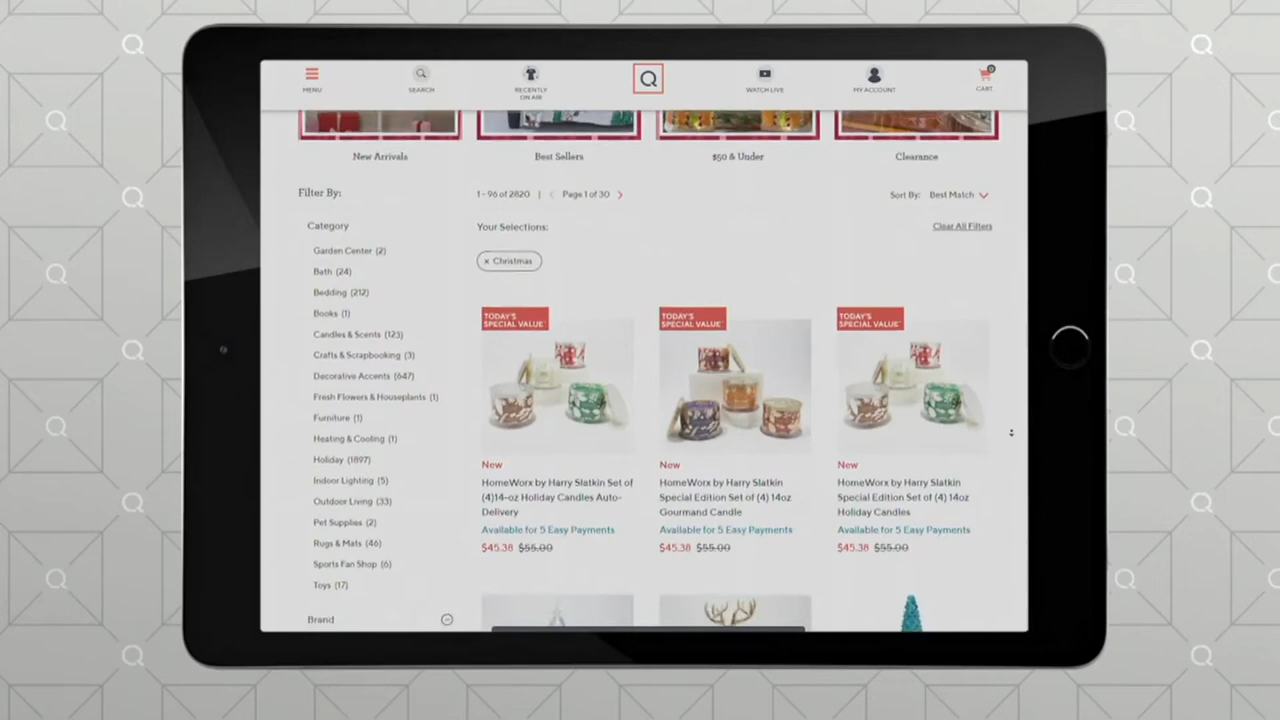 MENU
SEARCH
RECENTLY
ON AIR
Q
WATCH LIVE
MY ACCOUNT
0
CART
New Arrivals
Best Sellers
$50 & Under
Clearance
Filter By:
1 - 96 of 2820 | Page 1 of 30
Sort By: Best Match
Category
Your Selections:
Clear All Filters
Garden Center (2)
Bath (24)
Bedding (212)
Books (1)
Candles & Scents (123)
Crafts & Scrapbooking (3)
Decorative Accents (647)
Fresh Flowers & Houseplants (1)
Furniture (1)
Heating & Cooling (1)
Holiday (1897)
Indoor Lighting (5)
Outdoor Living (33)
Pet Supplies (2)
Rugs & Mats (46)
Sports Fan Shop (6)
Toys (17)
Brand
× Christmas
TODAY'S
SPECIAL VALUE
New
HomeWorx by Harry Slatkin Set of
(4)14-oz Holiday Candles Auto-
Delivery
Available for 5 Easy Payments
$45.38 $55.00
TODAY'S
SPECIAL VALUE
New
HomeWorx by Harry Slatkin
Special Edition Set of (4) 14oz
Gourmand Candle
Available for 5 Easy Payments
$45.38 $55.00
TODAY'S
SPECIAL VALUE
New
HomeWorx by Harry Slatkin
Special Edition Set of (4) 14oz
Holiday Candles
Available for 5 Easy Payments
$45.38 $55.00